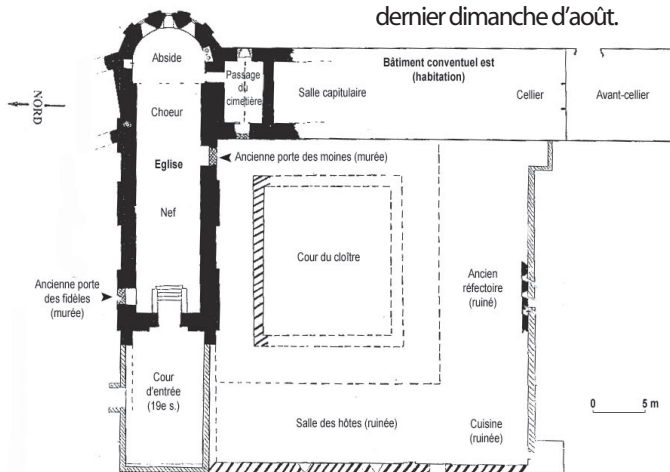 dernier dimanche d'août.
NORD
Abside
Passage
du
cimetière
Bâtiment conventuel est
(habitation)
Salle capitulaire
Cellier
Avant-cellier
Choeur
Ancienne porte des moines (murée)
Eglise
Nef
Cour du cloître
Ancienne porte
des fidèles
(murée)
Ancien
réfectoire
(ruiné)
Cour
d'entrée
(19e s.)
Salle des hôtes (ruinée)
Cuisine
(ruinée)
0 5 m